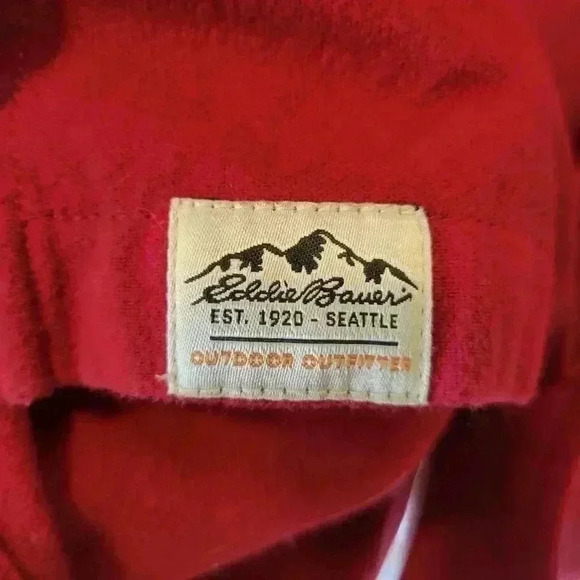 Eddie Bauer
EST. 1920 - SEATTLE
OUTDOOR OUTFITTER